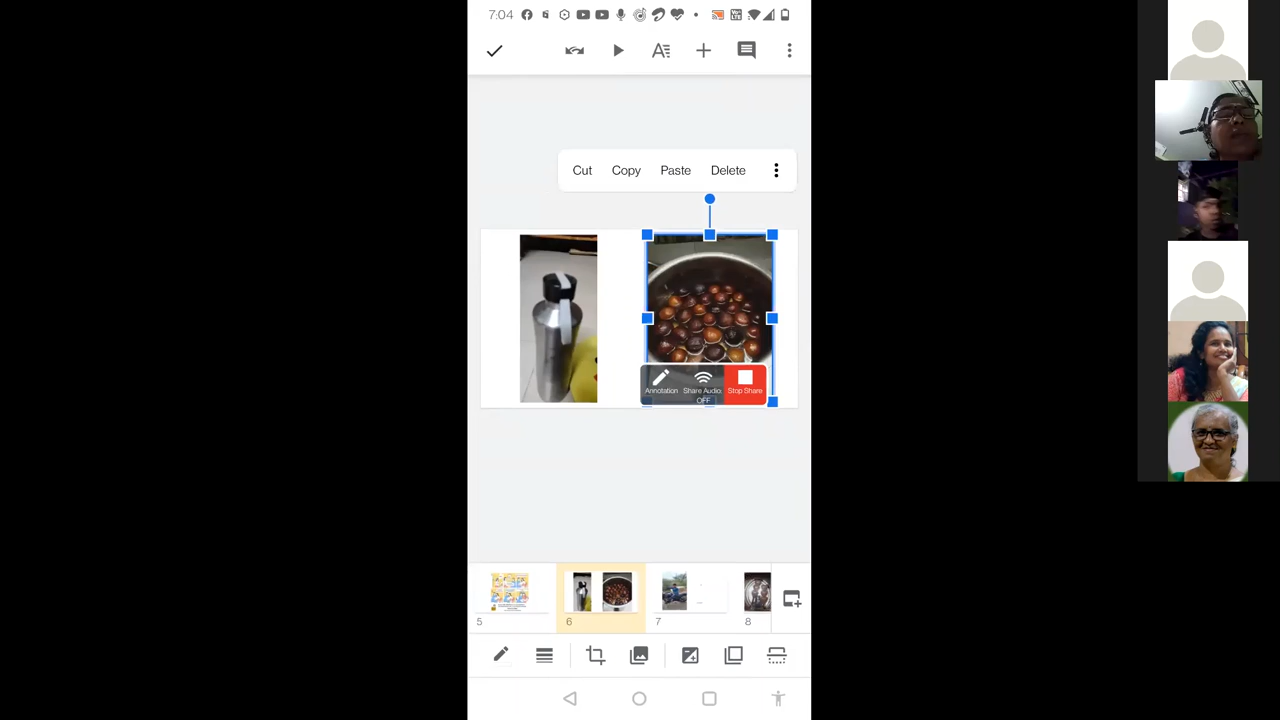 7:04
Cut Copy Paste Delete
Annotation Share Audio: Stop Share
OFF
5 6 7 8